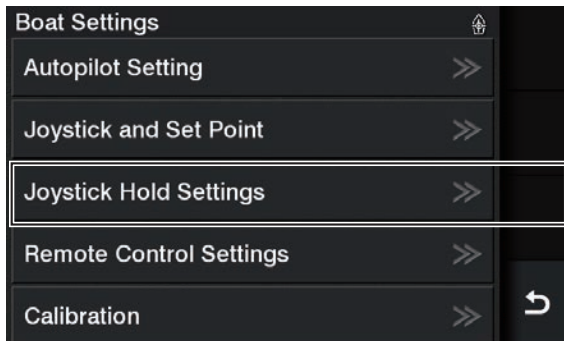 Boat Settings
Autopilot Setting
Joystick and Set Point
Joystick Hold Settings
Remote Control Settings
Calibration